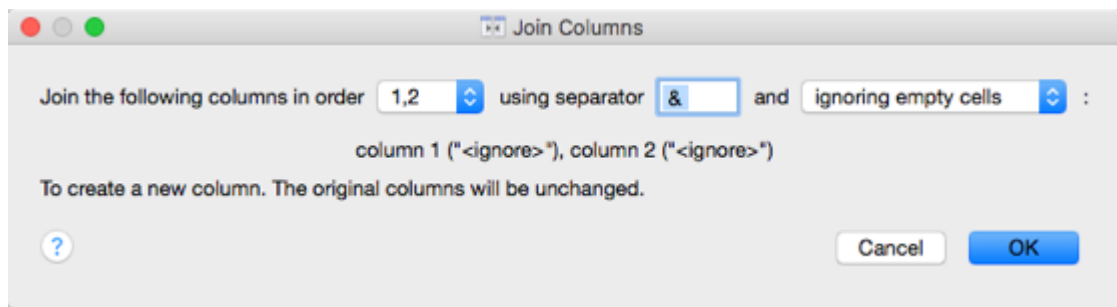 Join Columns
Join the following columns in order 1,2 using separator & and ignoring empty cells :
column 1 ("<ignore>"), column 2 ("<ignore>")
To create a new column. The original columns will be unchanged.
? Cancel OK